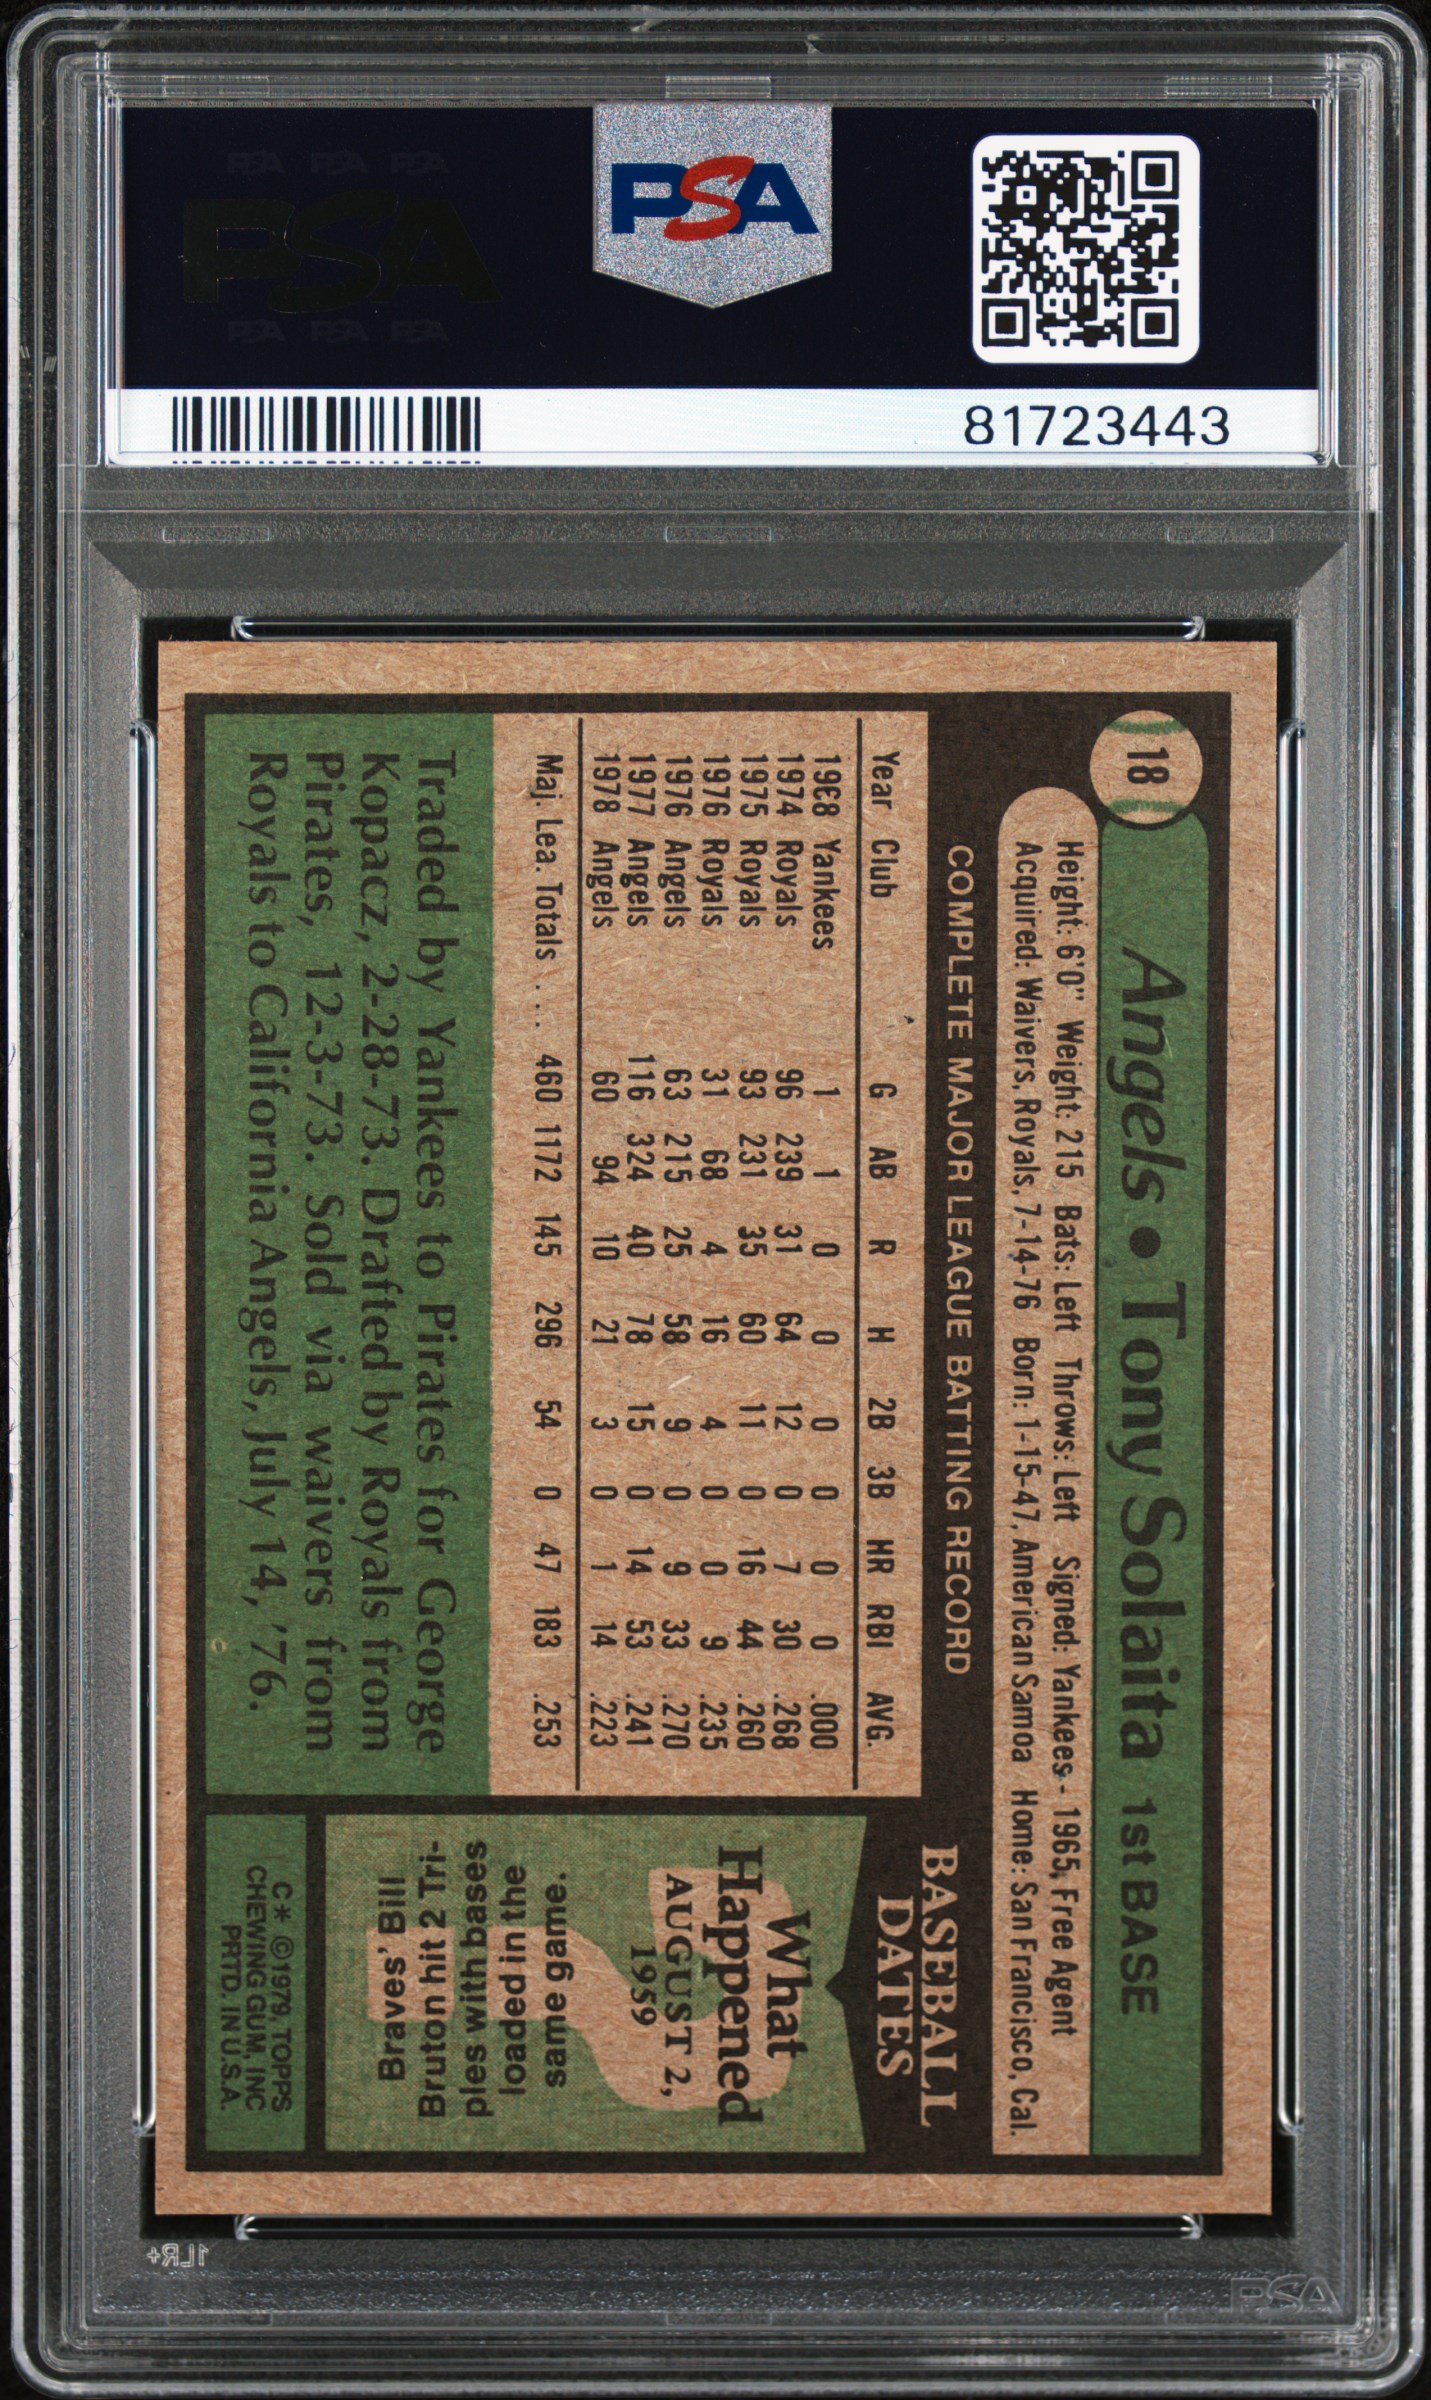 PSA PSA PSA
PSA
PSA PSA PSA
PSA
81723443
18
Angels • Tony Solaita 1st BASE
Height: 6'0" Weight: 215 Bats: Left Throws: Left Signed: Yankees - 1965, Free Agent
Acquired: Waivers, Royals, 7-14-76 Born: 1-15-47, American Samoa Home: San Francisco, Cal.
COMPLETE MAJOR LEAGUE BATTING RECORD
Year Club G AB R H 2B 3B HR RBI AVG.
1968 Yankees 1 1 0 0 0 0 0 0 .000
1974 Royals 96 239 31 64 12 0 7 30 .268
1975 Royals 93 231 35 60 11 0 16 44 .260
1976 Royals 31 68 4 16 4 0 0 9 .235
1976 Angels 63 215 25 58 9 0 9 33 .270
1977 Angels 116 324 40 78 15 0 14 53 .241
1978 Angels 60 94 10 21 3 0 1 14 .223
Maj. Lea. Totals . . . . 460 1172 145 296 54 0 47 183 .253
Traded by Yankees to Pirates for George
Kopacz, 2-28-73. Drafted by Royals from
Pirates, 12-3-73. Sold via waivers from
Royals to California Angels, July 14, '76.
BASEBALL
DATES
What
Happened
AUGUST 2,
1959
Braves' Bill
Bruton hit 2 Tri-
ples with bases
loaded in the
same game.
C* ©1979, TOPPS
CHEWING GUM, INC
PRTD. IN U.S.A.
1LR+
PSA